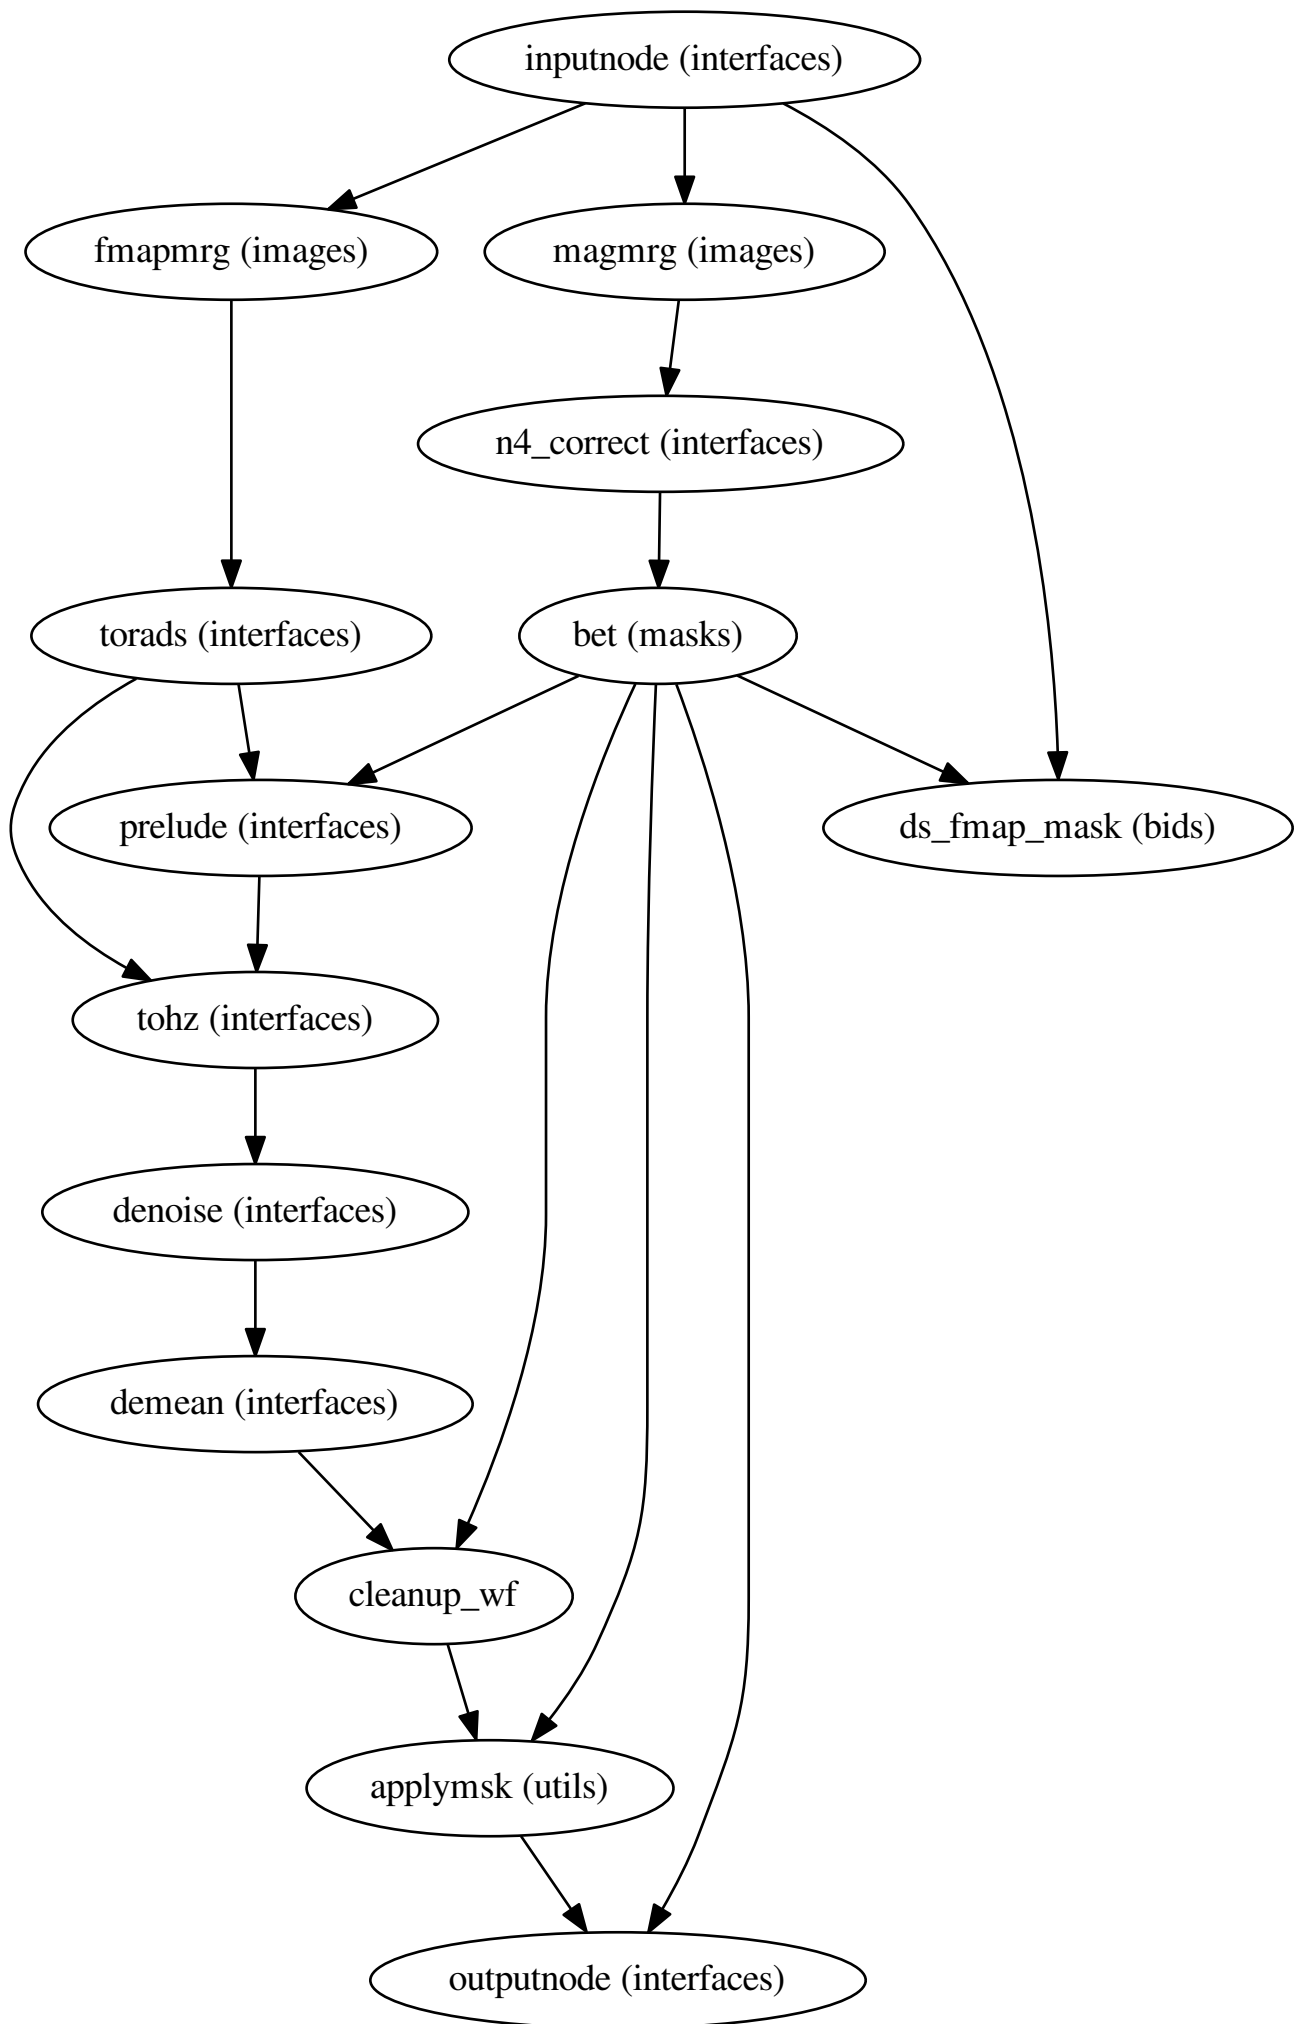 inputnode (interfaces)
fmapmrg (images)
magmrg (images)
n4_correct (interfaces)
torads (interfaces)
bet (masks)
prelude (interfaces)
ds_fmap_mask (bids)
tohz (interfaces)
denoise (interfaces)
demean (interfaces)
cleanup_wf
applymsk (utils)
outputnode (interfaces)